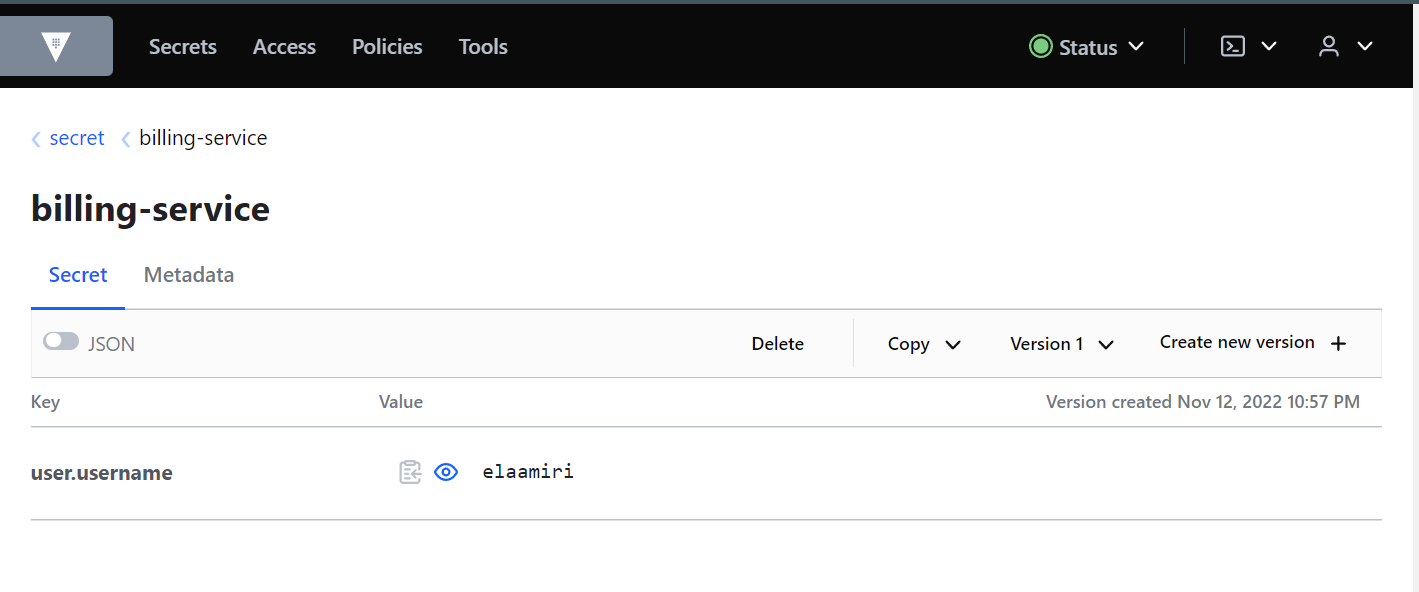 Secrets Access Policies Tools Status
secret billing-service
billing-service
Secret Metadata
JSON Delete Copy Version 1 Create new version +
Key Value Version created Nov 12, 2022 10:57 PM
user.username elaamiri